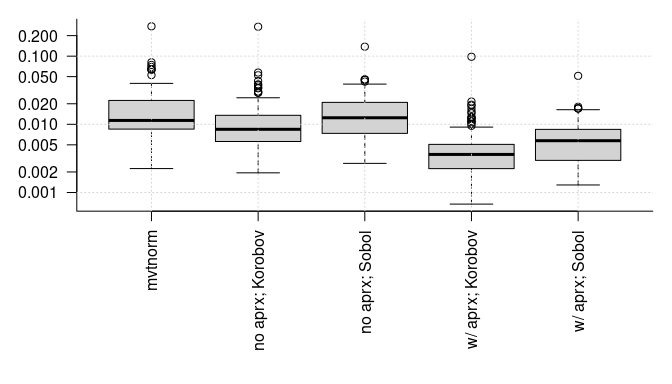 0.200
0.100
0.050
0.020
0.010
0.005
0.002
0.001
mvtnorm
no aprx; Korobov
no aprx; Sobol
w/ aprx; Korobov
w/ aprx; Sobol